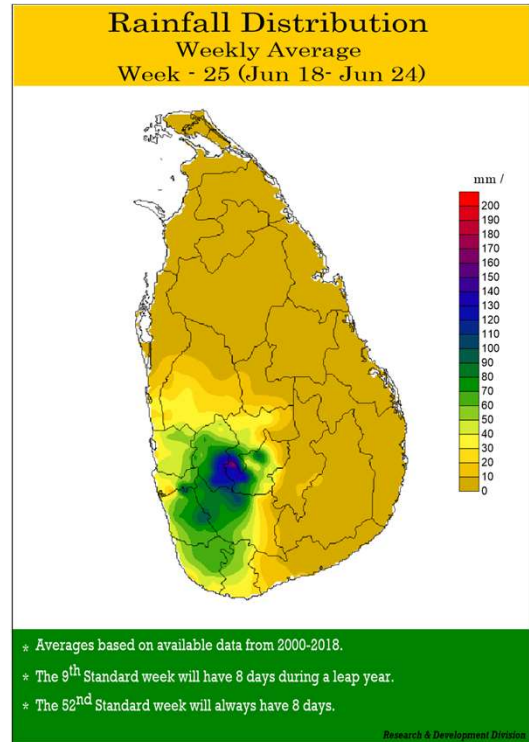 Rainfall Distribution
Weekly Average
Week - 25 (Jun 18- Jun 24)
mm /
200
190
180
170
160
150
140
130
120
110
100
90
80
70
60
50
40
30
20
10
0
* Averages based on available data from 2000-2018.
* The 9th Standard week will have 8 days during a leap year.
* The 52nd Standard week will always have 8 days.
Research & Development Division